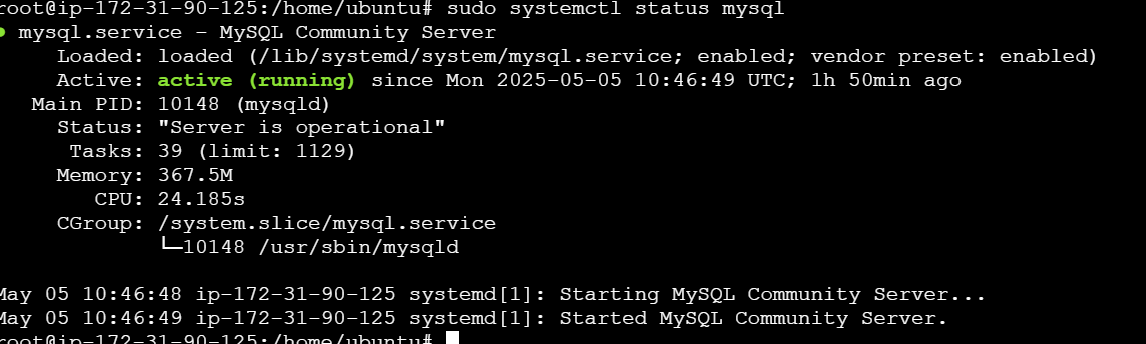 root@ip-172-31-90-125:/home/ubuntu# sudo systemctl status mysql
● mysql.service - MySQL Community Server
     Loaded: loaded (/lib/systemd/system/mysql.service; enabled; vendor preset: enabled)
     Active: active (running) since Mon 2025-05-05 10:46:49 UTC; 1h 50min ago
   Main PID: 10148 (mysqld)
     Status: "Server is operational"
      Tasks: 39 (limit: 1129)
     Memory: 367.5M
        CPU: 24.185s
     CGroup: /system.slice/mysql.service
             └─10148 /usr/sbin/mysqld

May 05 10:46:48 ip-172-31-90-125 systemd[1]: Starting MySQL Community Server...
May 05 10:46:49 ip-172-31-90-125 systemd[1]: Started MySQL Community Server.
root@ip-172-31-90-125:/home/ubuntu#